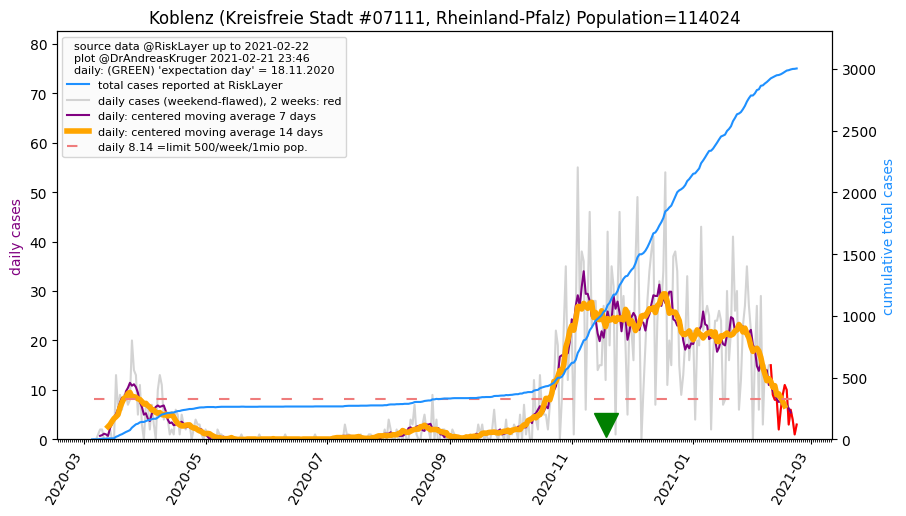 Koblenz (Kreisfreie Stadt #07111, Rheinland-Pfalz) Population=114024
source data @RiskLayer up to 2021-02-22
plot @DrAndreasKruger 2021-02-21 23:46
daily: (GREEN) 'expectation day' = 18.11.2020
total cases reported at RiskLayer
daily cases (weekend-flawed), 2 weeks: red
daily: centered moving average 7 days
daily: centered moving average 14 days
daily 8.14 =limit 500/week/1mio pop.
daily cases
80
70
60
50
40
30
20
10
0
cumulative total cases
3000
2500
2000
1500
1000
500
0
2020-03
2020-05
2020-07
2020-09
2020-11
2021-01
2021-03